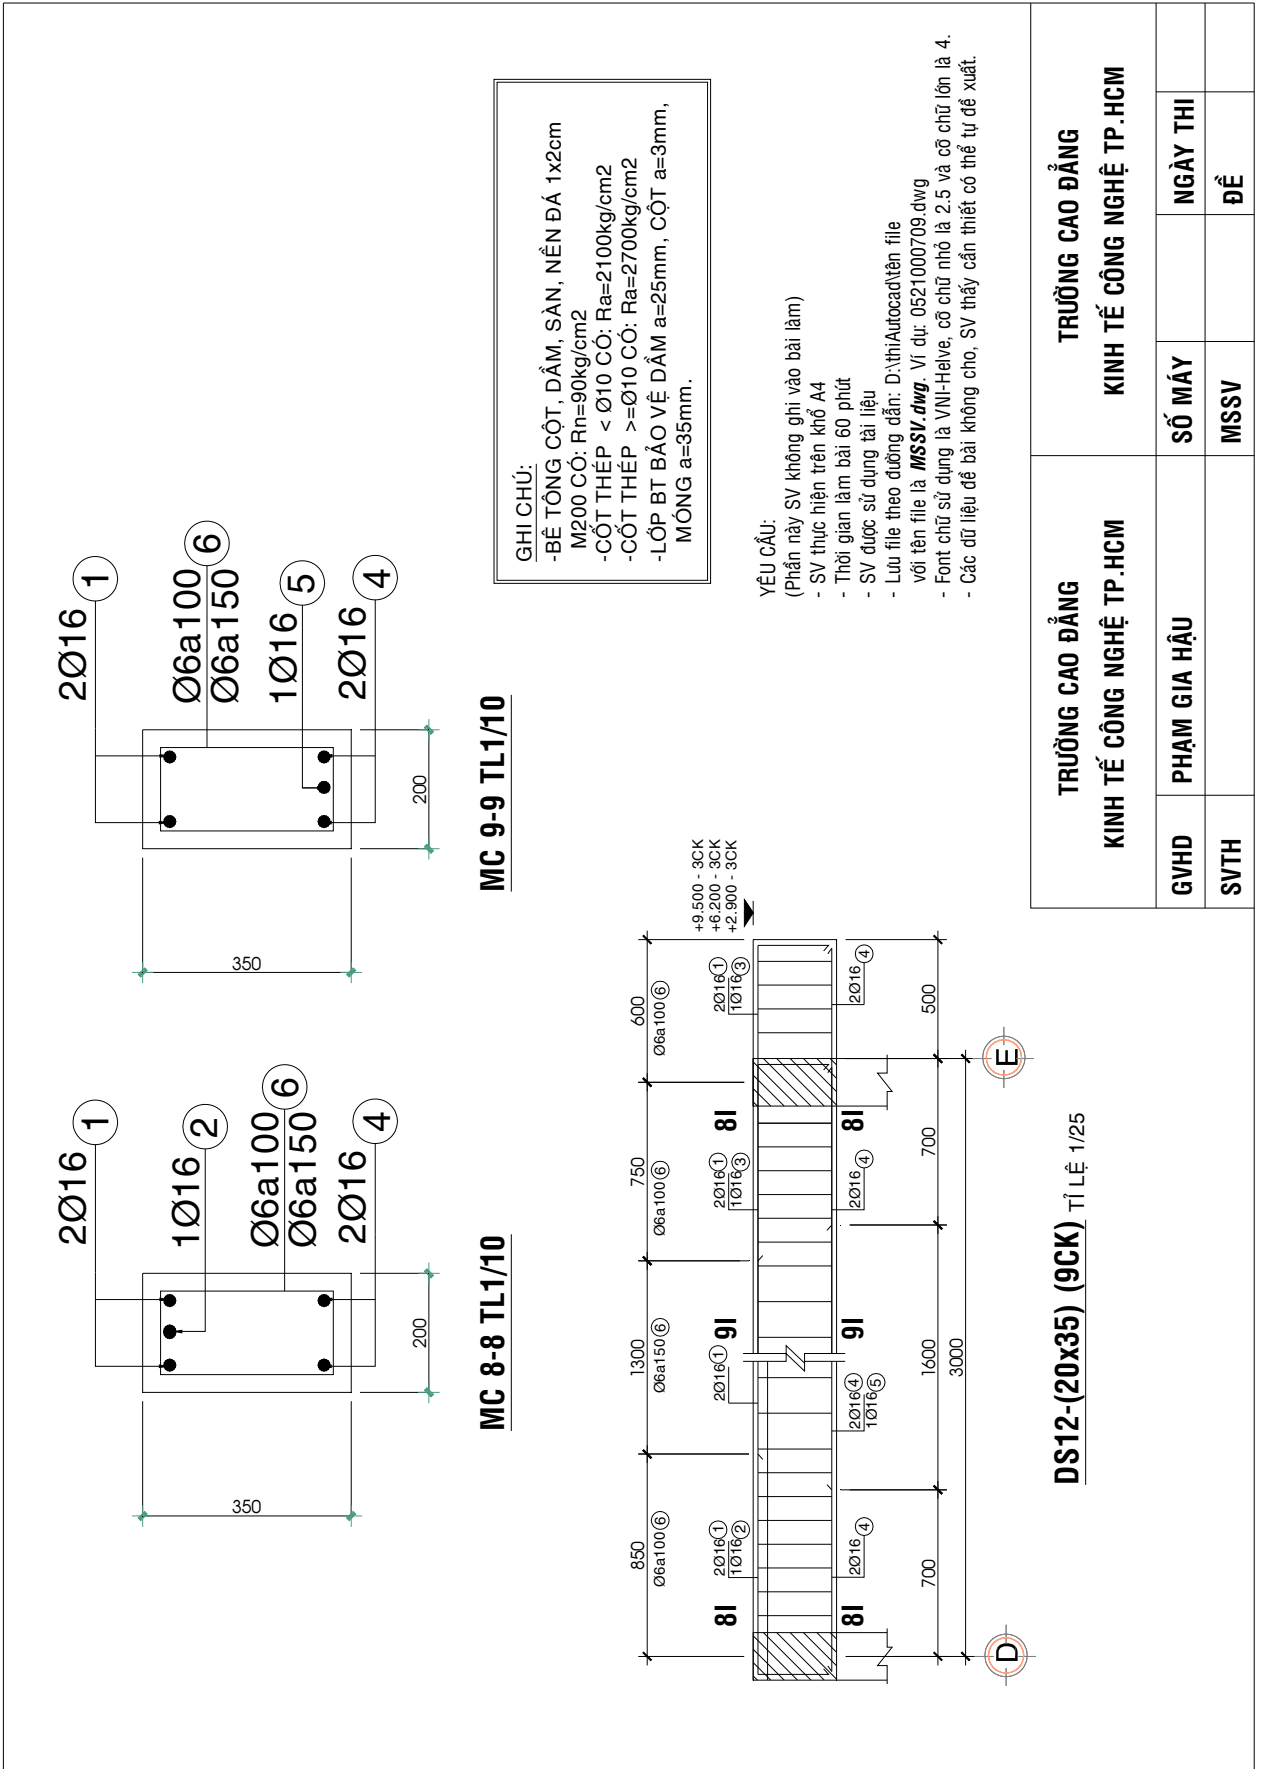 2Ø16 1
1Ø16 2
Ø6a100 6
Ø6a150
2Ø16 4
350
200
MC 8-8 TL1/10
2Ø16 1
Ø6a100 6
Ø6a150
1Ø16 5
2Ø16 4
350
200
MC 9-9 TL1/10
GHI CHÚ:
-BÊ TÔNG CỘT, DẦM, SÀN, NỀN ĐÁ 1x2cm
M200 CÓ: Rn=90kg/cm2
-CỐT THÉP < Ø10 CÓ: Ra=2100kg/cm2
-CỐT THÉP >=Ø10 CÓ: Ra=2700kg/cm2
-LỚP BT BẢO VỆ DẦM a=25mm, CỘT a=3mm,
MÓNG a=35mm.
850 1300 750 600
Ø6a100 6 Ø6a150 6 Ø6a100 6 Ø6a100 6
+9.500 - 3CK
+6.200 - 3CK
+2.900 - 3CK
2Ø16 1 2Ø16 1 2Ø16 1 2Ø16 1
1Ø16 2 1Ø16 3 1Ø16 3
8I 9I 8I
8I 9I 8I
2Ø16 4 2Ø16 4 2Ø16 4 2Ø16 4
1Ø16 5
700 1600 700 500
3000
D E
DS12-(20x35) (9CK) TỈ LỆ 1/25
YÊU CẦU:
(Phần này SV không ghi vào bài làm)
- SV thực hiện trên khổ A4
- Thời gian làm bài 60 phút
- SV được sử dụng tài liệu
- Lưu file theo đường dẫn: D:\thiAutocad\tên file
với tên file là MSSV.dwg. Ví dụ: 0521000709.dwg
- Font chữ sử dụng là VNI-Helve, cỡ chữ nhỏ là 2.5 và cỡ chữ lớn là 4.
- Các dữ liệu đề bài không cho, SV thấy cần thiết có thể tự đề xuất.
TRƯỜNG CAO ĐẲNG
KINH TẾ CÔNG NGHỆ TP.HCM
TRƯỜNG CAO ĐẲNG
KINH TẾ CÔNG NGHỆ TP.HCM
GVHD PHẠM GIA HẬU SỐ MÁY NGÀY THI
SVTH MSSV ĐỀ